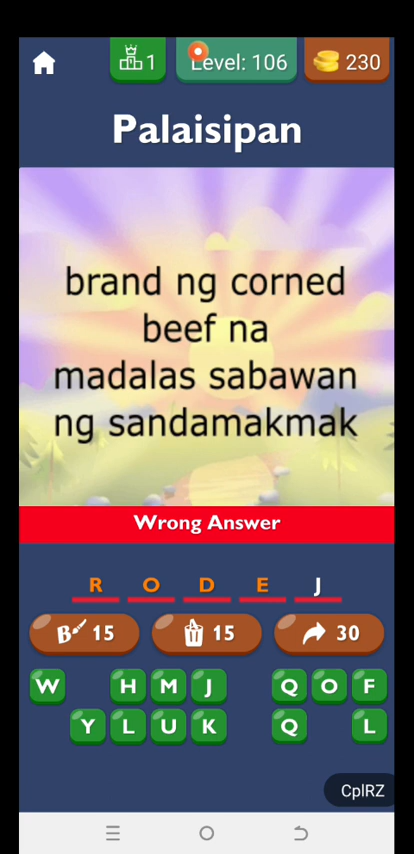 1
Level: 106
230
Palaisipan
brand ng corned
beef na
madalas sabawan
ng sandamakmak
Wrong Answer
R O D E J
B 15
15
30
W H M J Q O F
Y L U K Q L
CplRZ